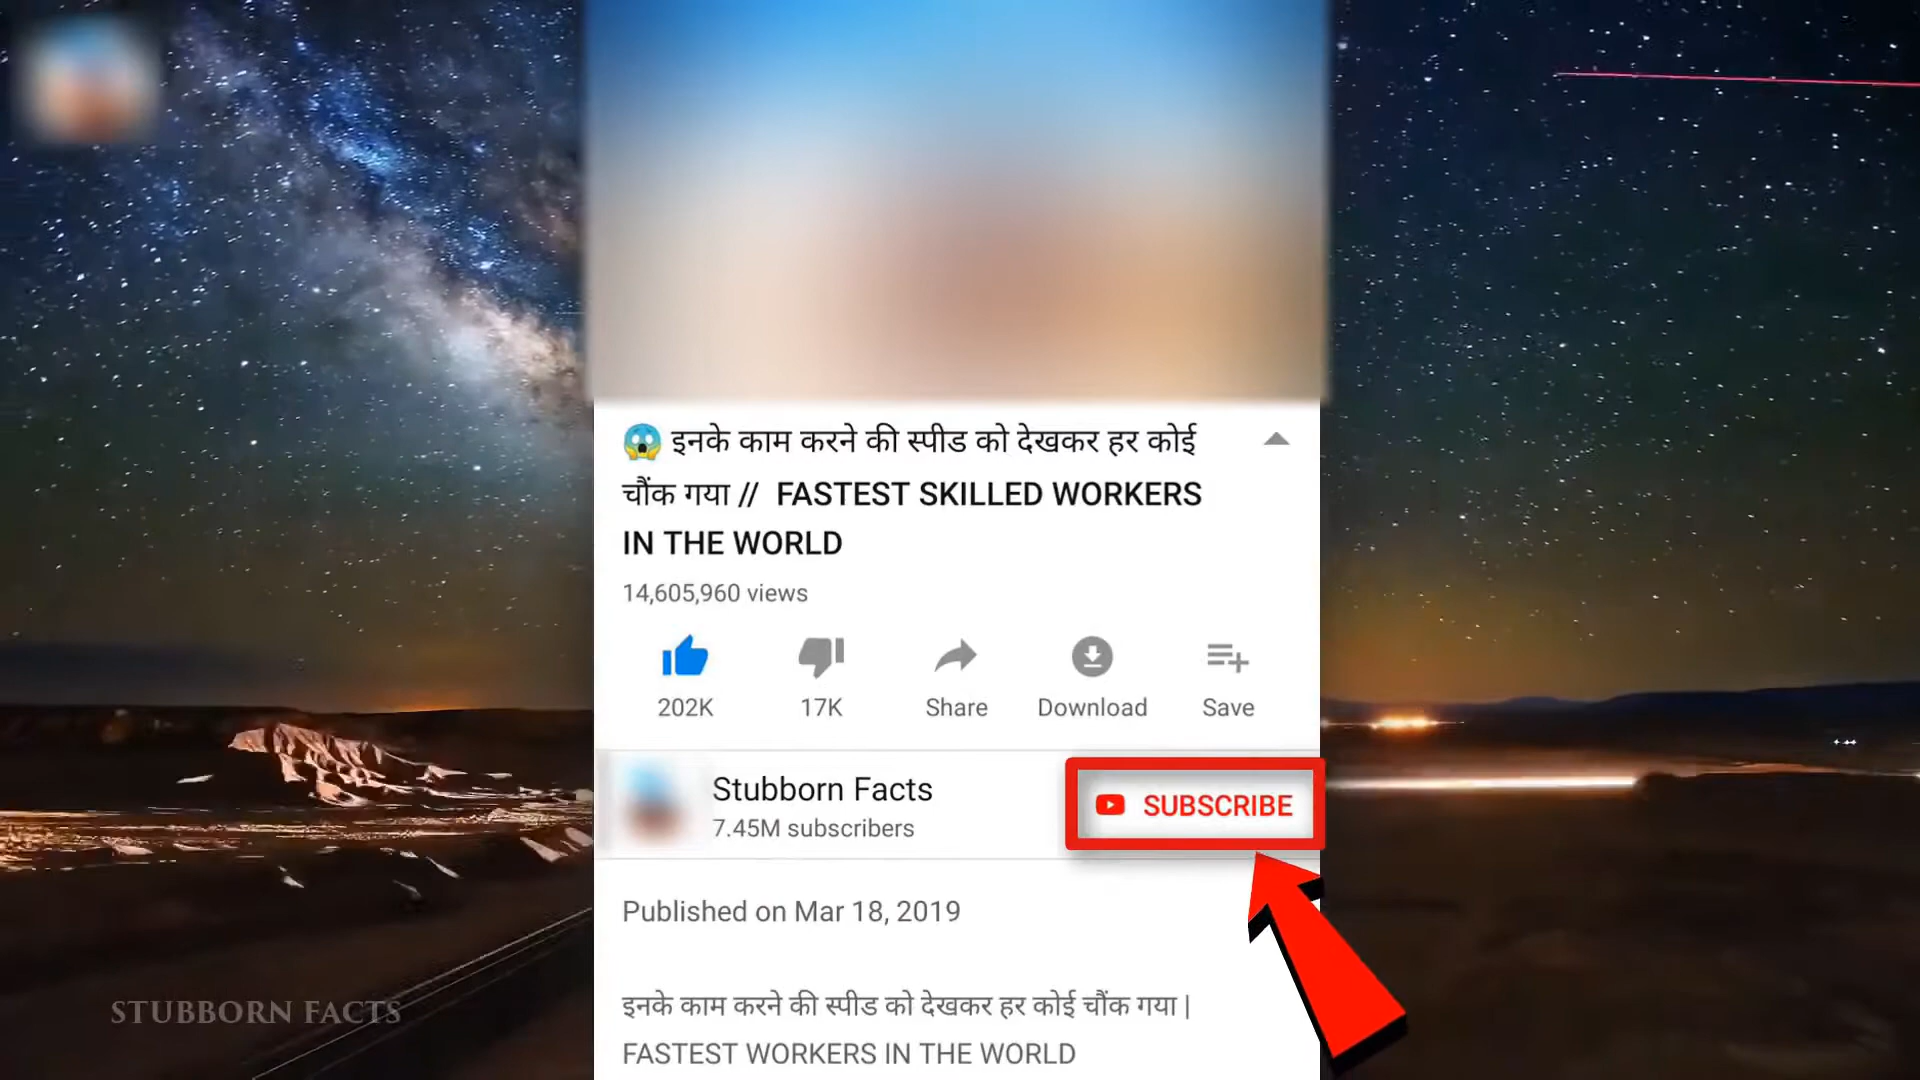 😱 इनके काम करने की स्पीड को देखकर हर कोई
चौंक गया // FASTEST SKILLED WORKERS
IN THE WORLD
14,605,960 views
202K
17K
Share
Download
Save
Stubborn Facts
7.45M subscribers
SUBSCRIBE
Published on Mar 18, 2019
इनके काम करने की स्पीड को देखकर हर कोई चौंक गया |
FASTEST WORKERS IN THE WORLD
STUBBORN FACTS